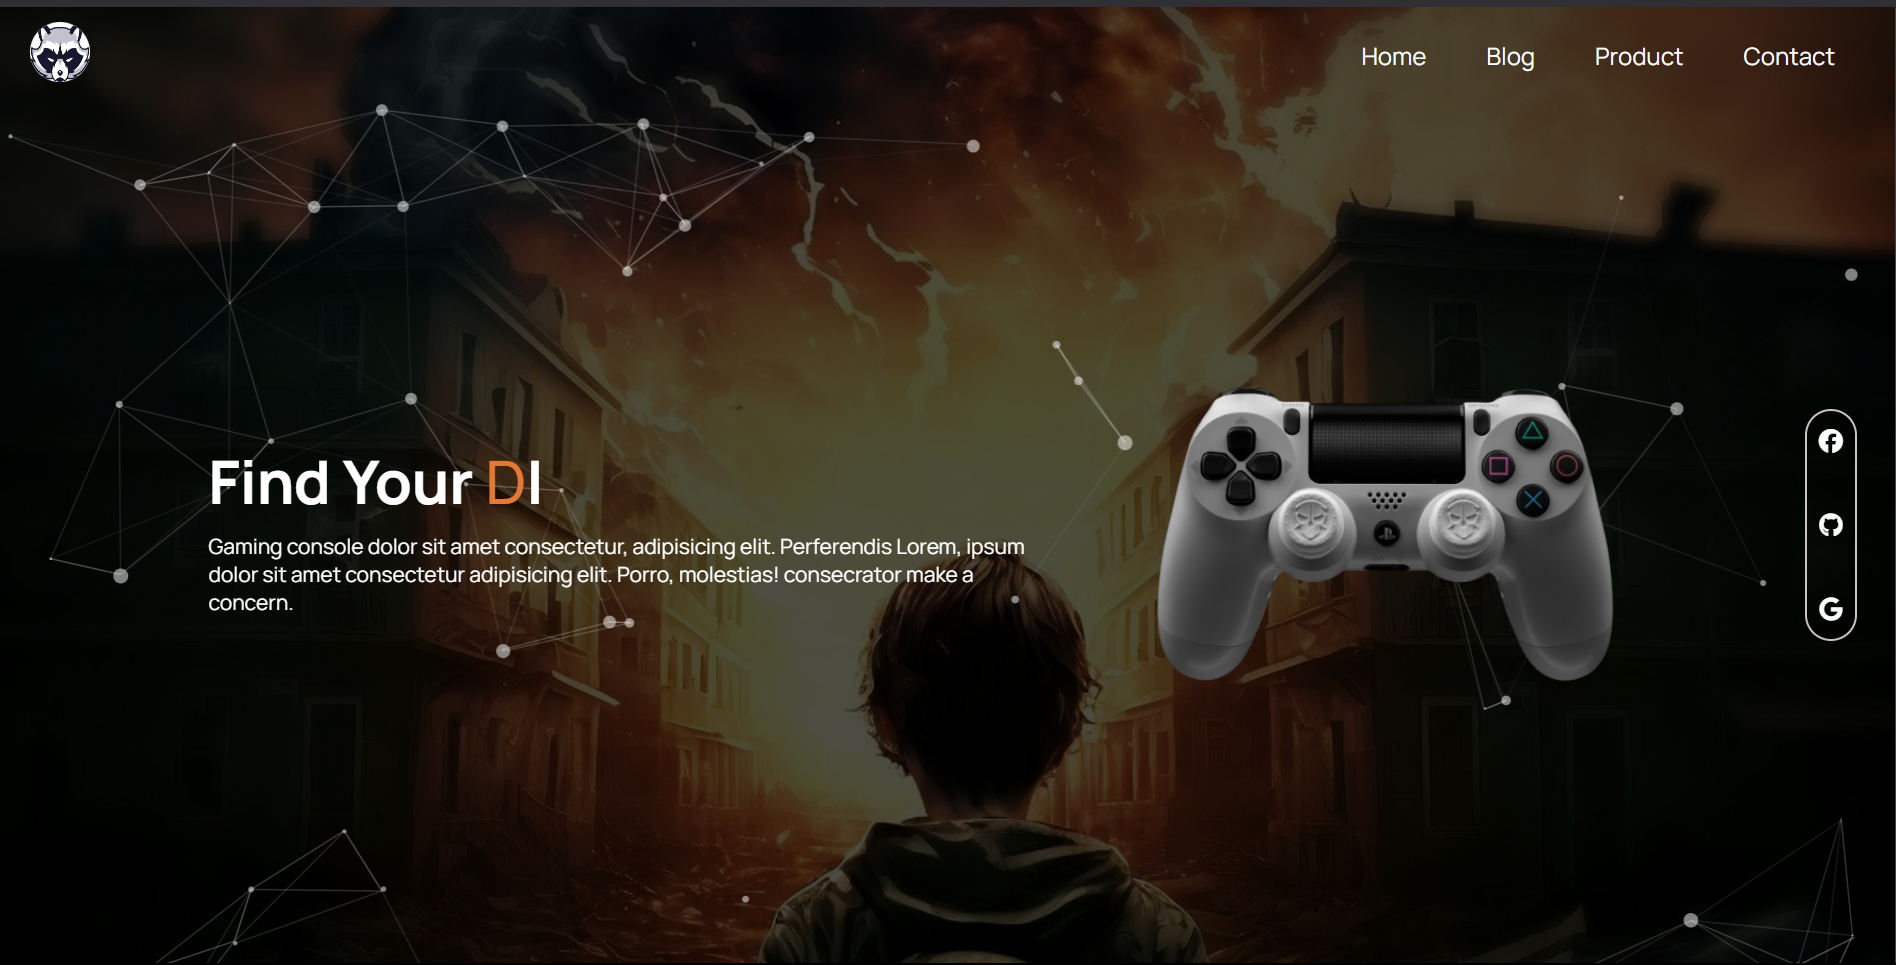 Home Blog Product Contact
Find Your DI
Gaming console dolor sit amet consectetur, adipisicing elit. Perferendis Lorem, ipsum
dolor sit amet consectetur adipisicing elit. Porro, molestias! consecrator make a
concern.